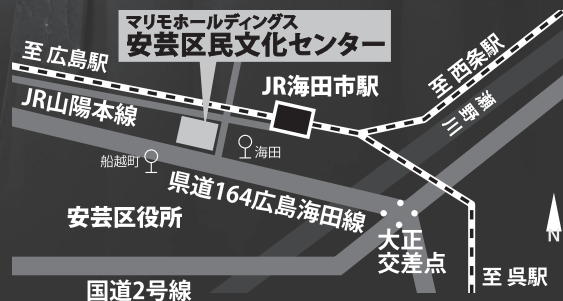 マリモホールディングス
安芸区民文化センター
至 広島駅
JR海田市駅
至 西条駅
JR山陽本線
瀬野川
海田
船越町
県道164広島海田線
安芸区役所
大正
交差点
N
至 呉駅
国道2号線